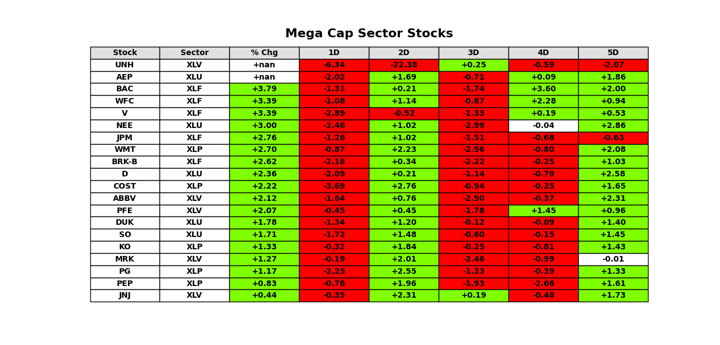 Mega Cap Sector Stocks
Stock Sector % Chg 1D 2D 3D 4D 5D
UNH XLV +nan -6.34 -22.38 +0.25 -0.59 -2.07
AEP XLU +nan -2.02 +1.69 -0.71 +0.09 +1.86
BAC XLF +3.79 -1.31 +0.21 -1.74 +3.60 +2.00
WFC XLF +3.39 -1.08 +1.14 -0.87 +2.28 +0.94
V XLF +3.39 -2.89 -0.52 -1.33 +0.19 +0.53
NEE XLU +3.00 -2.46 +1.02 -2.99 -0.04 +2.86
JPM XLF +2.76 -1.28 +1.02 -1.51 -0.68 -0.63
WMT XLP +2.70 -0.87 +2.23 -2.96 -0.80 +2.08
BRK-B XLF +2.62 -2.18 +0.34 -2.22 -0.25 +1.03
D XLU +2.36 -2.09 +0.21 -1.14 -0.79 +2.58
COST XLP +2.22 -3.69 +2.76 -0.94 -0.25 +1.65
ABBV XLV +2.12 -1.64 +0.76 -2.90 -0.37 +2.31
PFE XLV +2.07 -0.45 +0.45 -1.78 +1.45 +0.96
DUK XLU +1.78 -1.34 +1.20 -0.12 -0.09 +1.40
SO XLU +1.71 -1.72 +1.48 -0.60 -0.15 +1.45
KO XLP +1.33 -0.32 +1.84 -0.25 -0.81 +1.43
MRK XLV +1.27 -0.19 +2.01 -2.46 -0.99 -0.01
PG XLP +1.17 -2.25 +2.55 -1.23 -0.39 +1.33
PEP XLP +0.83 -0.78 +1.96 -1.93 -2.66 +1.61
JNJ XLV +0.44 -0.35 +2.31 +0.19 -0.48 +1.73